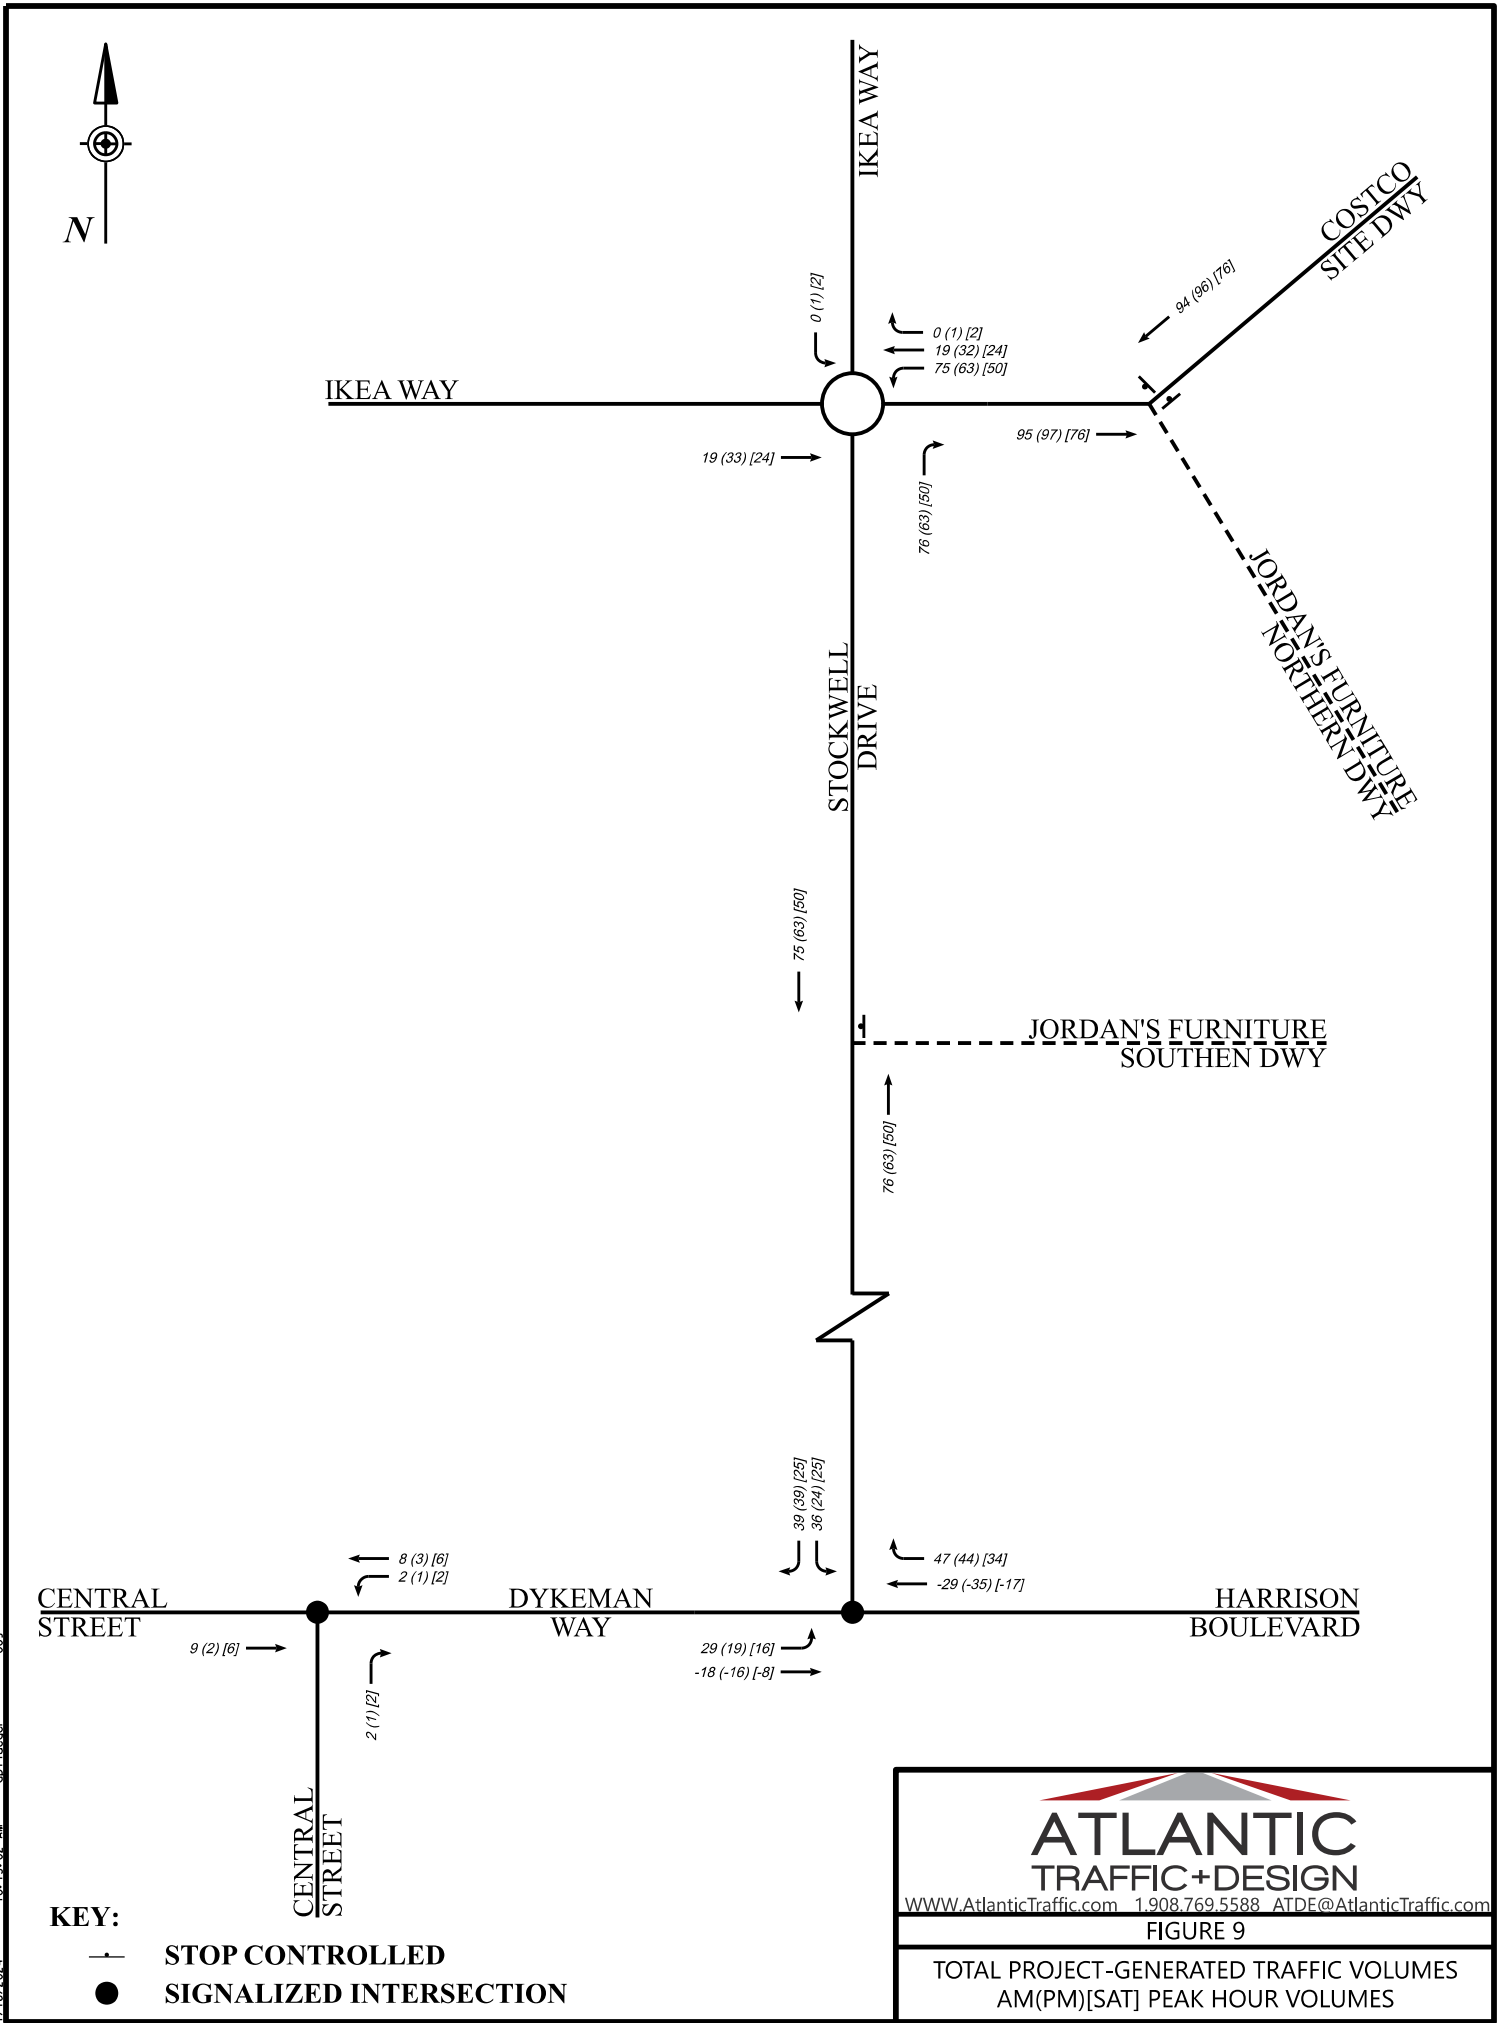 N
IKEA WAY
COSTCO
SITE DWY
94 (96) [76]
0 (1) [2]
0 (1) [2]
19 (32) [24]
75 (63) [50]
IKEA WAY
95 (97) [76]
19 (33) [24]
76 (63) [50]
JORDAN'S FURNITURE
NORTHERN DWY
STOCKWELL
DRIVE
75 (63) [50]
JORDAN'S FURNITURE
SOUTHEN DWY
76 (63) [50]
39 (39) [25]
36 (24) [25]
8 (3) [6]
2 (1) [2]
47 (44) [34]
-29 (-35) [-17]
CENTRAL
STREET
DYKEMAN
WAY
HARRISON
BOULEVARD
9 (2) [6]
2 (1) [2]
29 (19) [16]
-18 (-16) [-8]
CENTRAL
STREET
KEY:
STOP CONTROLLED
SIGNALIZED INTERSECTION
ATLANTIC
TRAFFIC+DESIGN
WWW.AtlanticTraffic.com 1.908.769.5588 ATDE@AtlanticTraffic.com
FIGURE 9
TOTAL PROJECT-GENERATED TRAFFIC VOLUMES
AM(PM)[SAT] PEAK HOUR VOLUMES